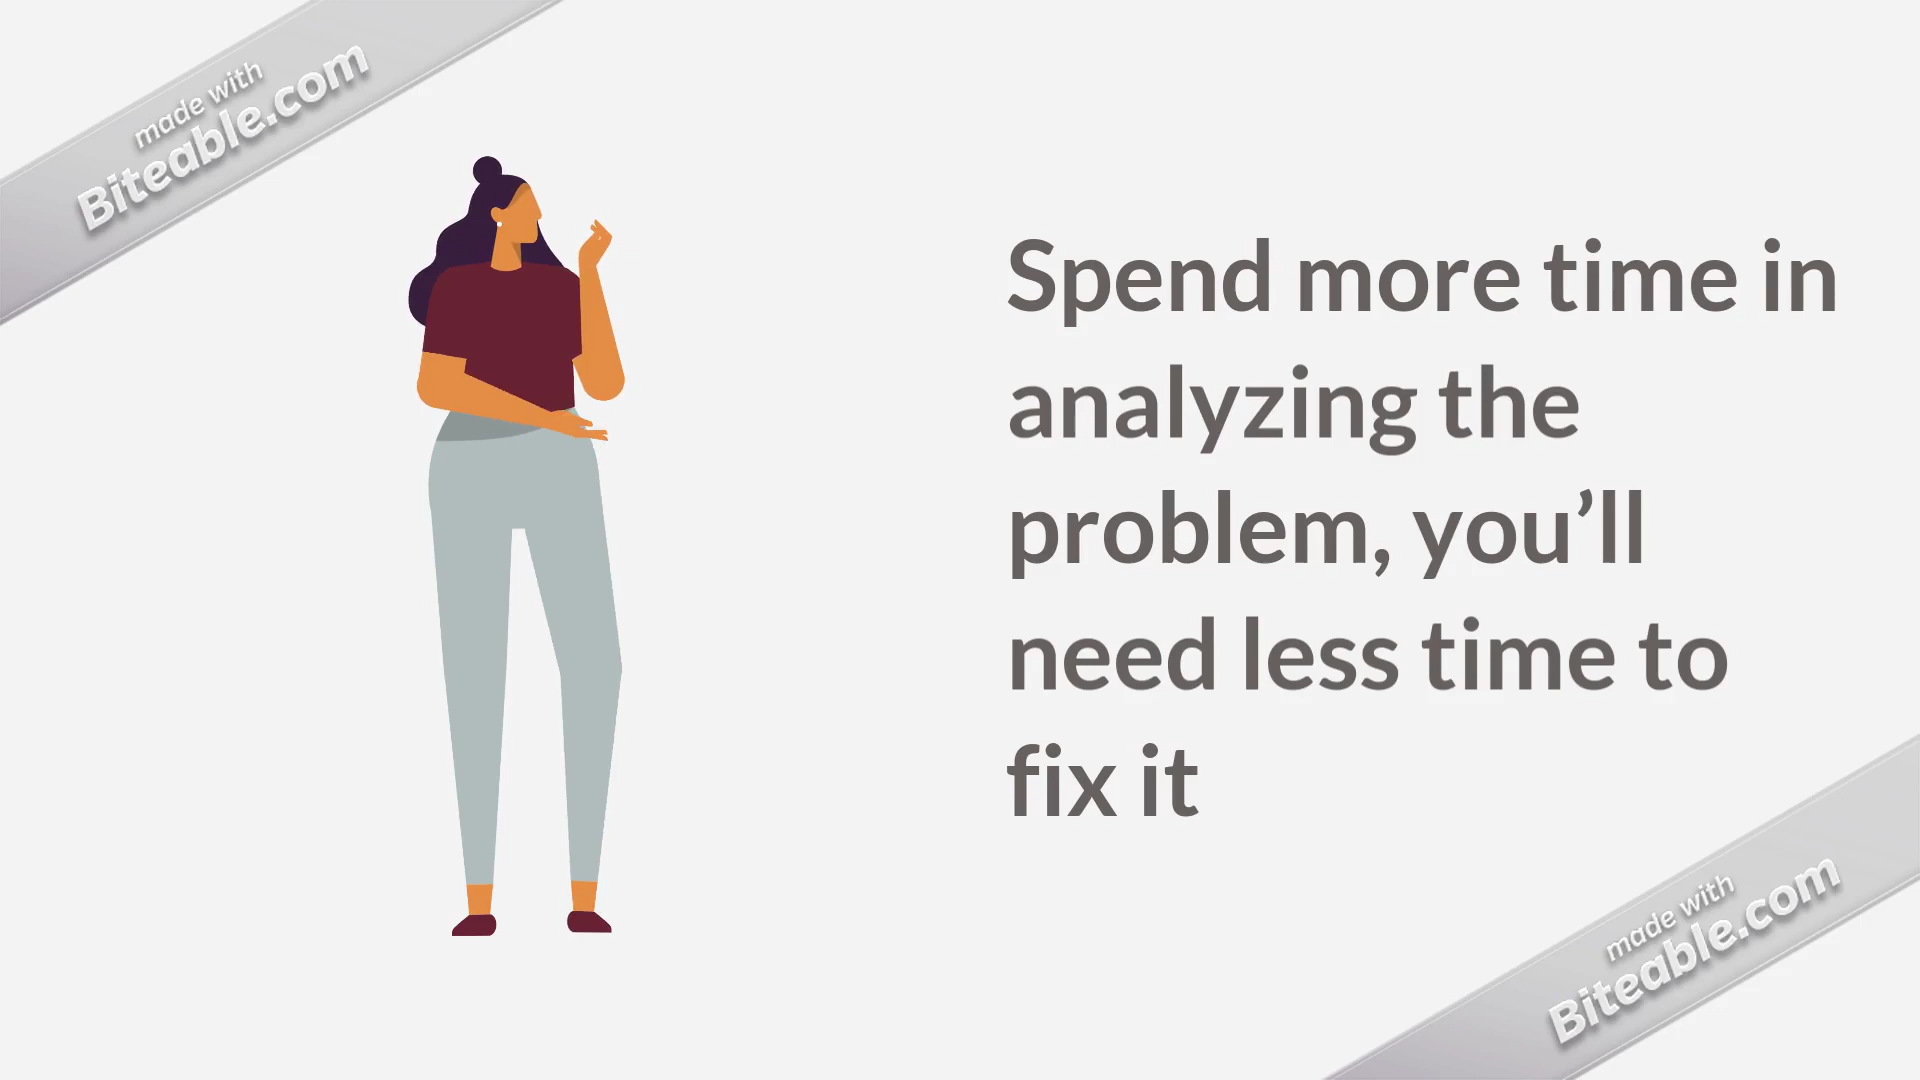 made with
Biteable.com
Spend more time in
analyzing the
problem, you’ll
need less time to
fix it
made with
Biteable.com